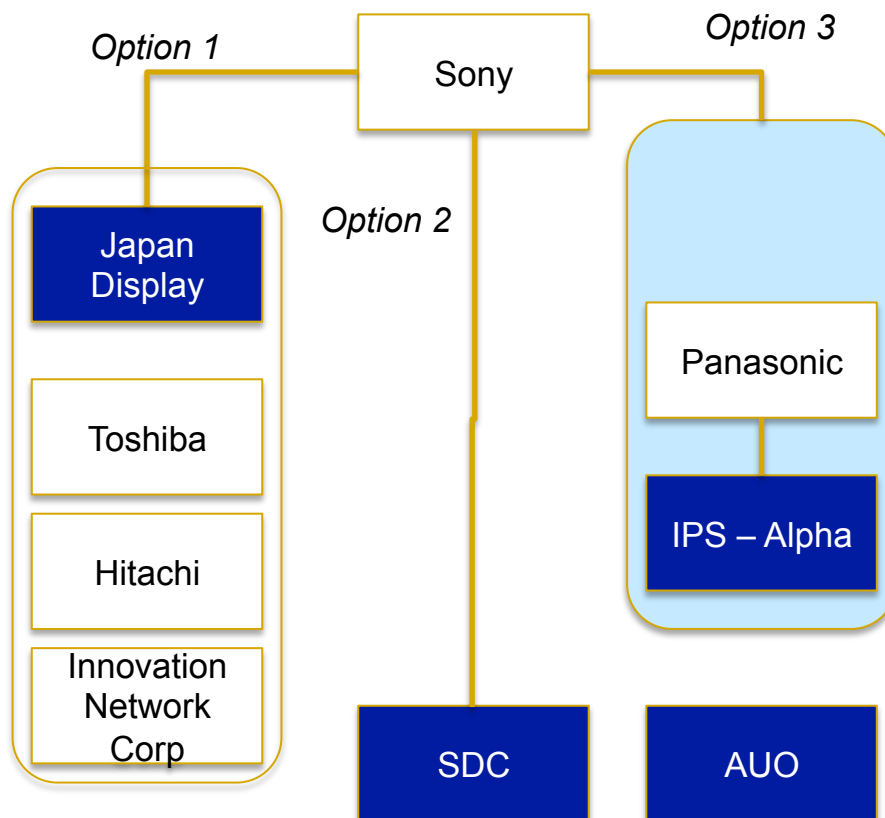 Option 1
Sony
Option 3
Japan
Display
Option 2
Toshiba
Panasonic
Hitachi
IPS – Alpha
Innovation
Network
Corp
SDC
AUO